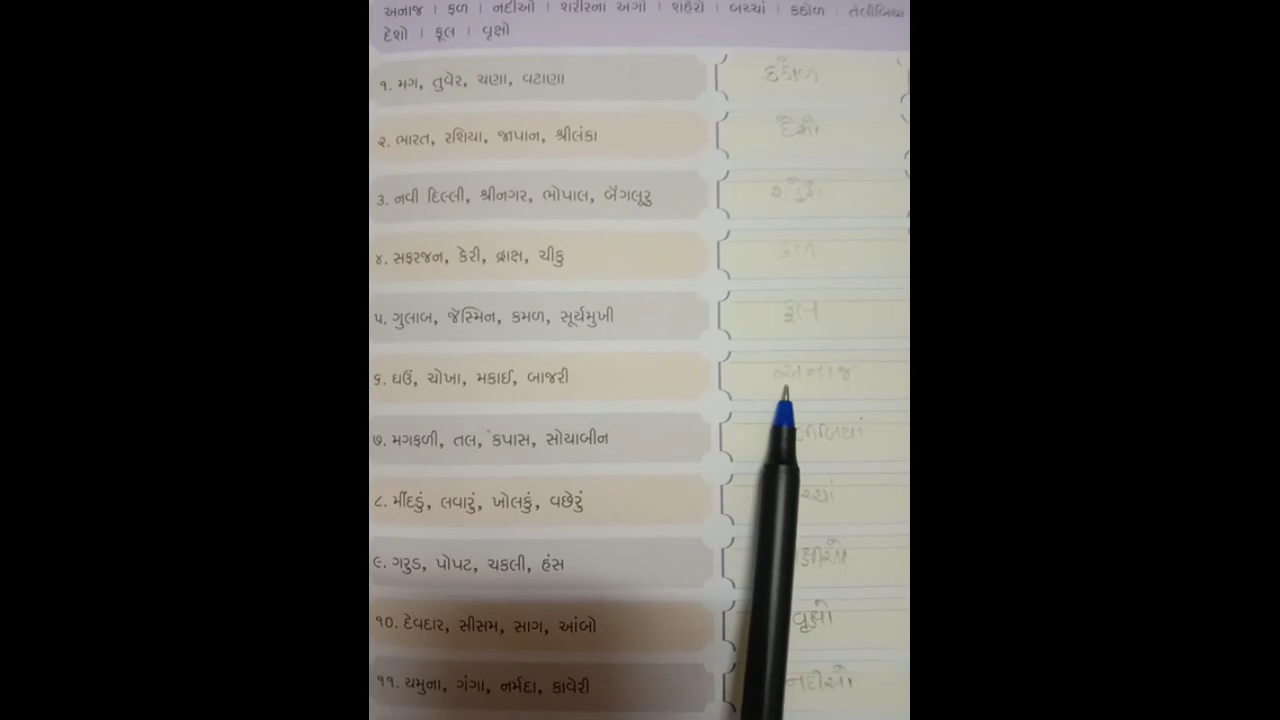 અનાજ । ફળ । નદીઓ । શરીરના અંગો । શહેરો । બચ્ચાં । કઠોળ । તેલીબિયા
દેશો । ફૂલ । વૃક્ષો
૧. મગ, તુવેર, ચણા, વટાણા કઠોળ
૨. ભારત, રશિયા, જાપાન, શ્રીલંકા દેશો
૩. નવી દિલ્લી, શ્રીનગર, ભોપાલ, બેંગલૂરુ
૪. સફરજન, કેરી, દ્રાક્ષ, ચીકુ ફળ
૫. ગુલાબ, જેસ્મિન, કમળ, સૂર્યમુખી ફૂલ
૬. ઘઉં, ચોખા, મકાઈ, બાજરી અનાજ
૭. મગફળી, તલ, કપાસ, સોયાબીન
૮. મીંદડું, લવારું, ખોલકું, વછેરું
૯. ગરુડ, પોપટ, ચકલી, હંસ
૧૦. દેવદાર, સીસમ, સાગ, આંબો વૃક્ષો
૧૧. યમુના, ગંગા, નર્મદા, કાવેરી નદીઓ